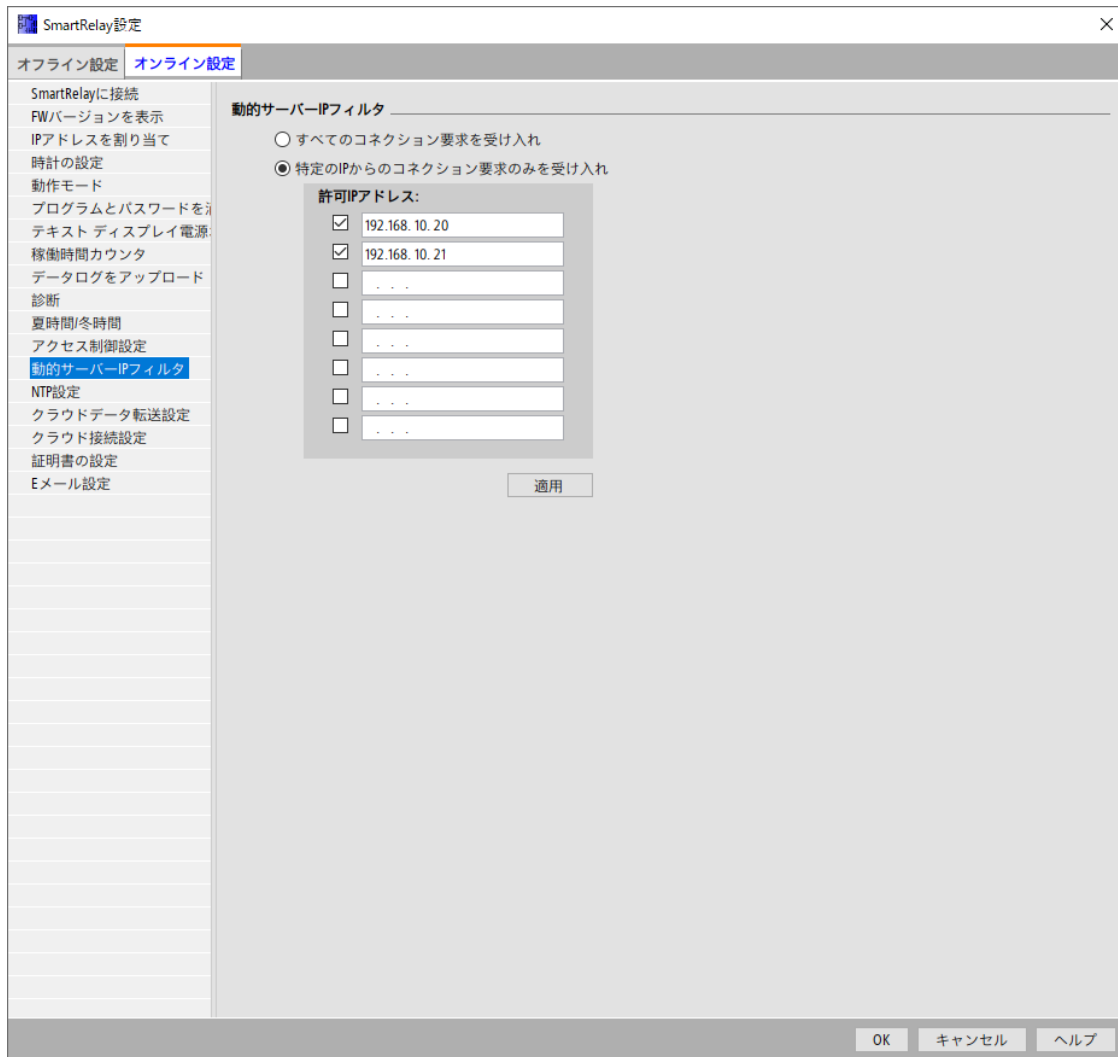 SmartRelay設定
オフライン設定 オンライン設定
SmartRelayに接続
FWバージョンを表示
IPアドレスを割り当て
時計の設定
動作モード
プログラムとパスワードを
テキスト ディスプレイ電源
稼働時間カウンタ
データログをアップロード
診断
夏時間/冬時間
アクセス制御設定
動的サーバーIPフィルタ
NTP設定
クラウドデータ転送設定
クラウド接続設定
証明書の設定
Eメール設定
動的サーバーIPフィルタ
すべてのコネクション要求を受け入れ
特定のIPからのコネクション要求のみを受け入れ
許可IPアドレス:
192.168. 10. 20
192.168. 10. 21
. . .
. . .
. . .
. . .
. . .
. . .
適用
OK キャンセル ヘルプ